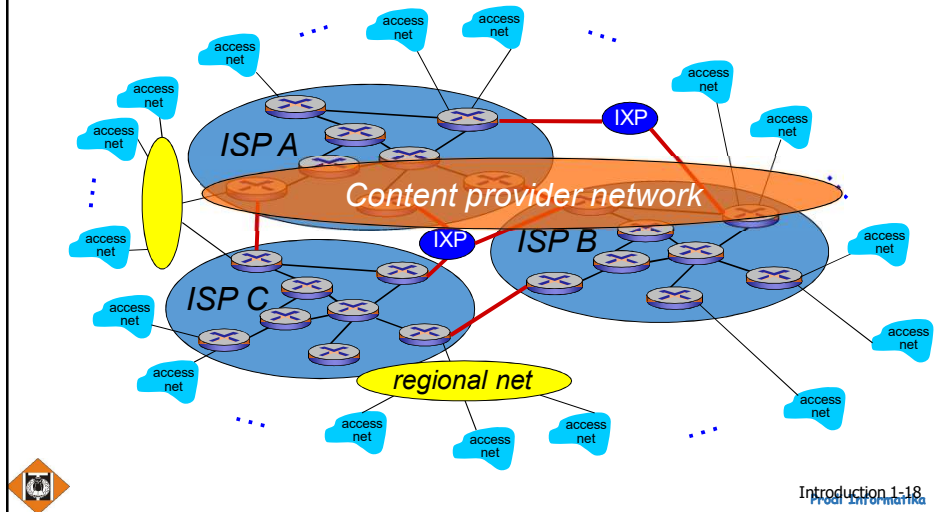 access
net
access
net
access
net
access
net
access
net
access
net
access
net
IXP
ISP A
Content provider network
IXP
ISP B
access
net
access
net
ISP C
access
net
access
net
access
net
access
net
regional net
access
net
access
net
access
net
access
net
Introduction 1-18
Prodi Informatika